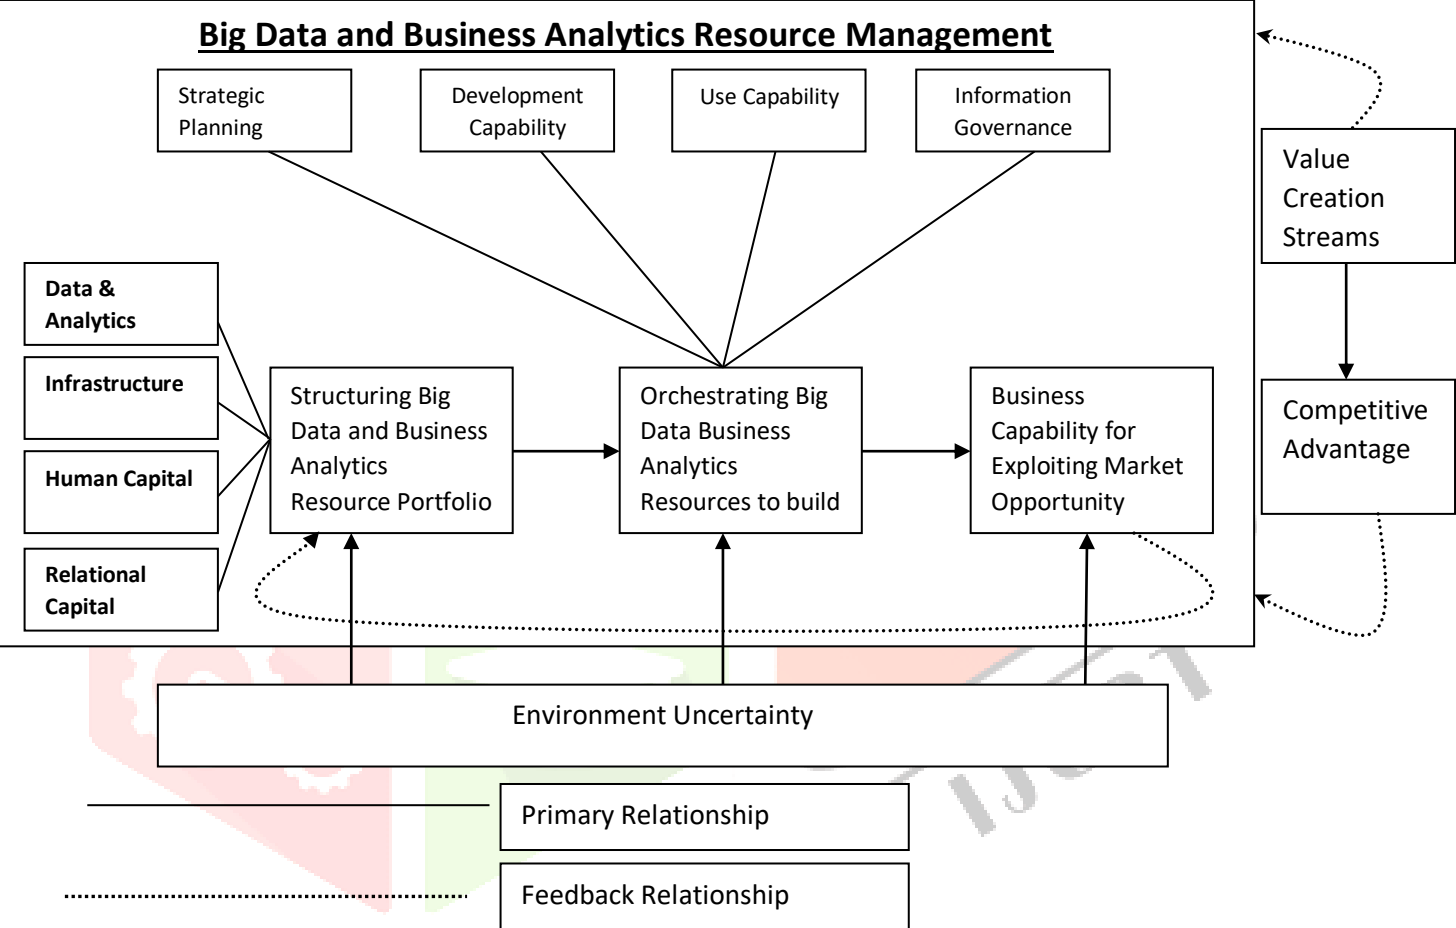 Big Data and Business Analytics Resource Management
Strategic
Planning
Development
Capability
Use Capability
Information
Governance
Value
Creation
Streams
Data &
Analytics
Infrastructure
Human Capital
Relational
Capital
Structuring Big
Data and Business
Analytics
Resource Portfolio
Orchestrating Big
Data Business
Analytics
Resources to build
Business
Capability for
Exploiting Market
Opportunity
Competitive
Advantage
Environment Uncertainty
Primary Relationship
Feedback Relationship